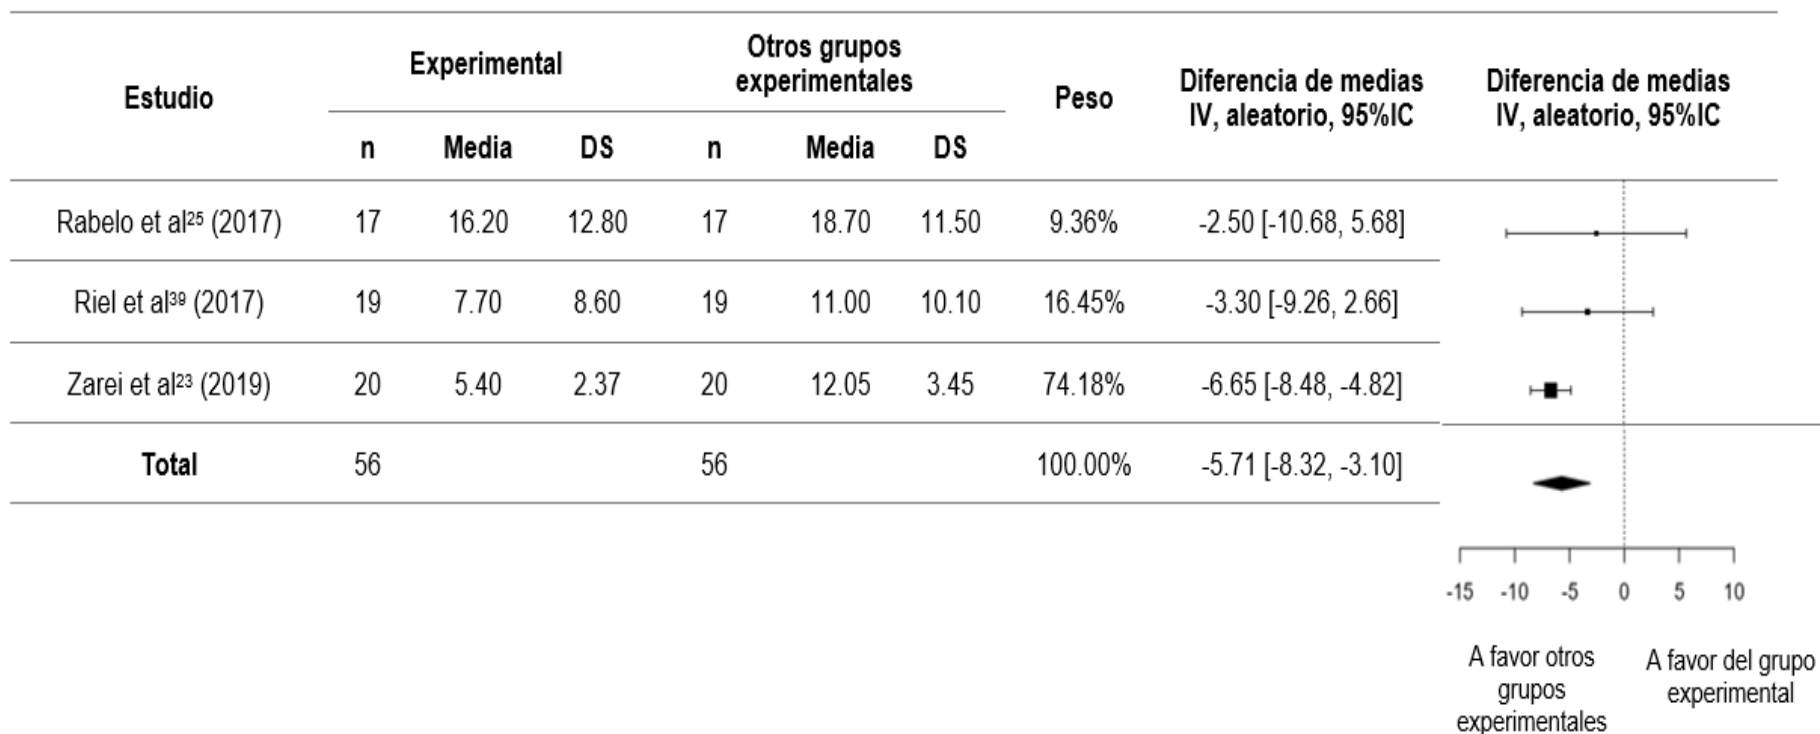 Estudio Experimental Otros grupos experimentales Peso Diferencia de medias IV, aleatorio, 95%IC Diferencia de medias IV, aleatorio, 95%IC
n Media DS n Media DS
Rabelo et al²⁵ (2017) 17 16.20 12.80 17 18.70 11.50 9.36% -2.50 [-10.68, 5.68]
Riel et al³⁹ (2017) 19 7.70 8.60 19 11.00 10.10 16.45% -3.30 [-9.26, 2.66]
Zarei et al²³ (2019) 20 5.40 2.37 20 12.05 3.45 74.18% -6.65 [-8.48, -4.82]
Total 56 56 100.00% -5.71 [-8.32, -3.10]
-15 -10 -5 0 5 10
A favor otros
grupos
experimentales
A favor del grupo
experimental